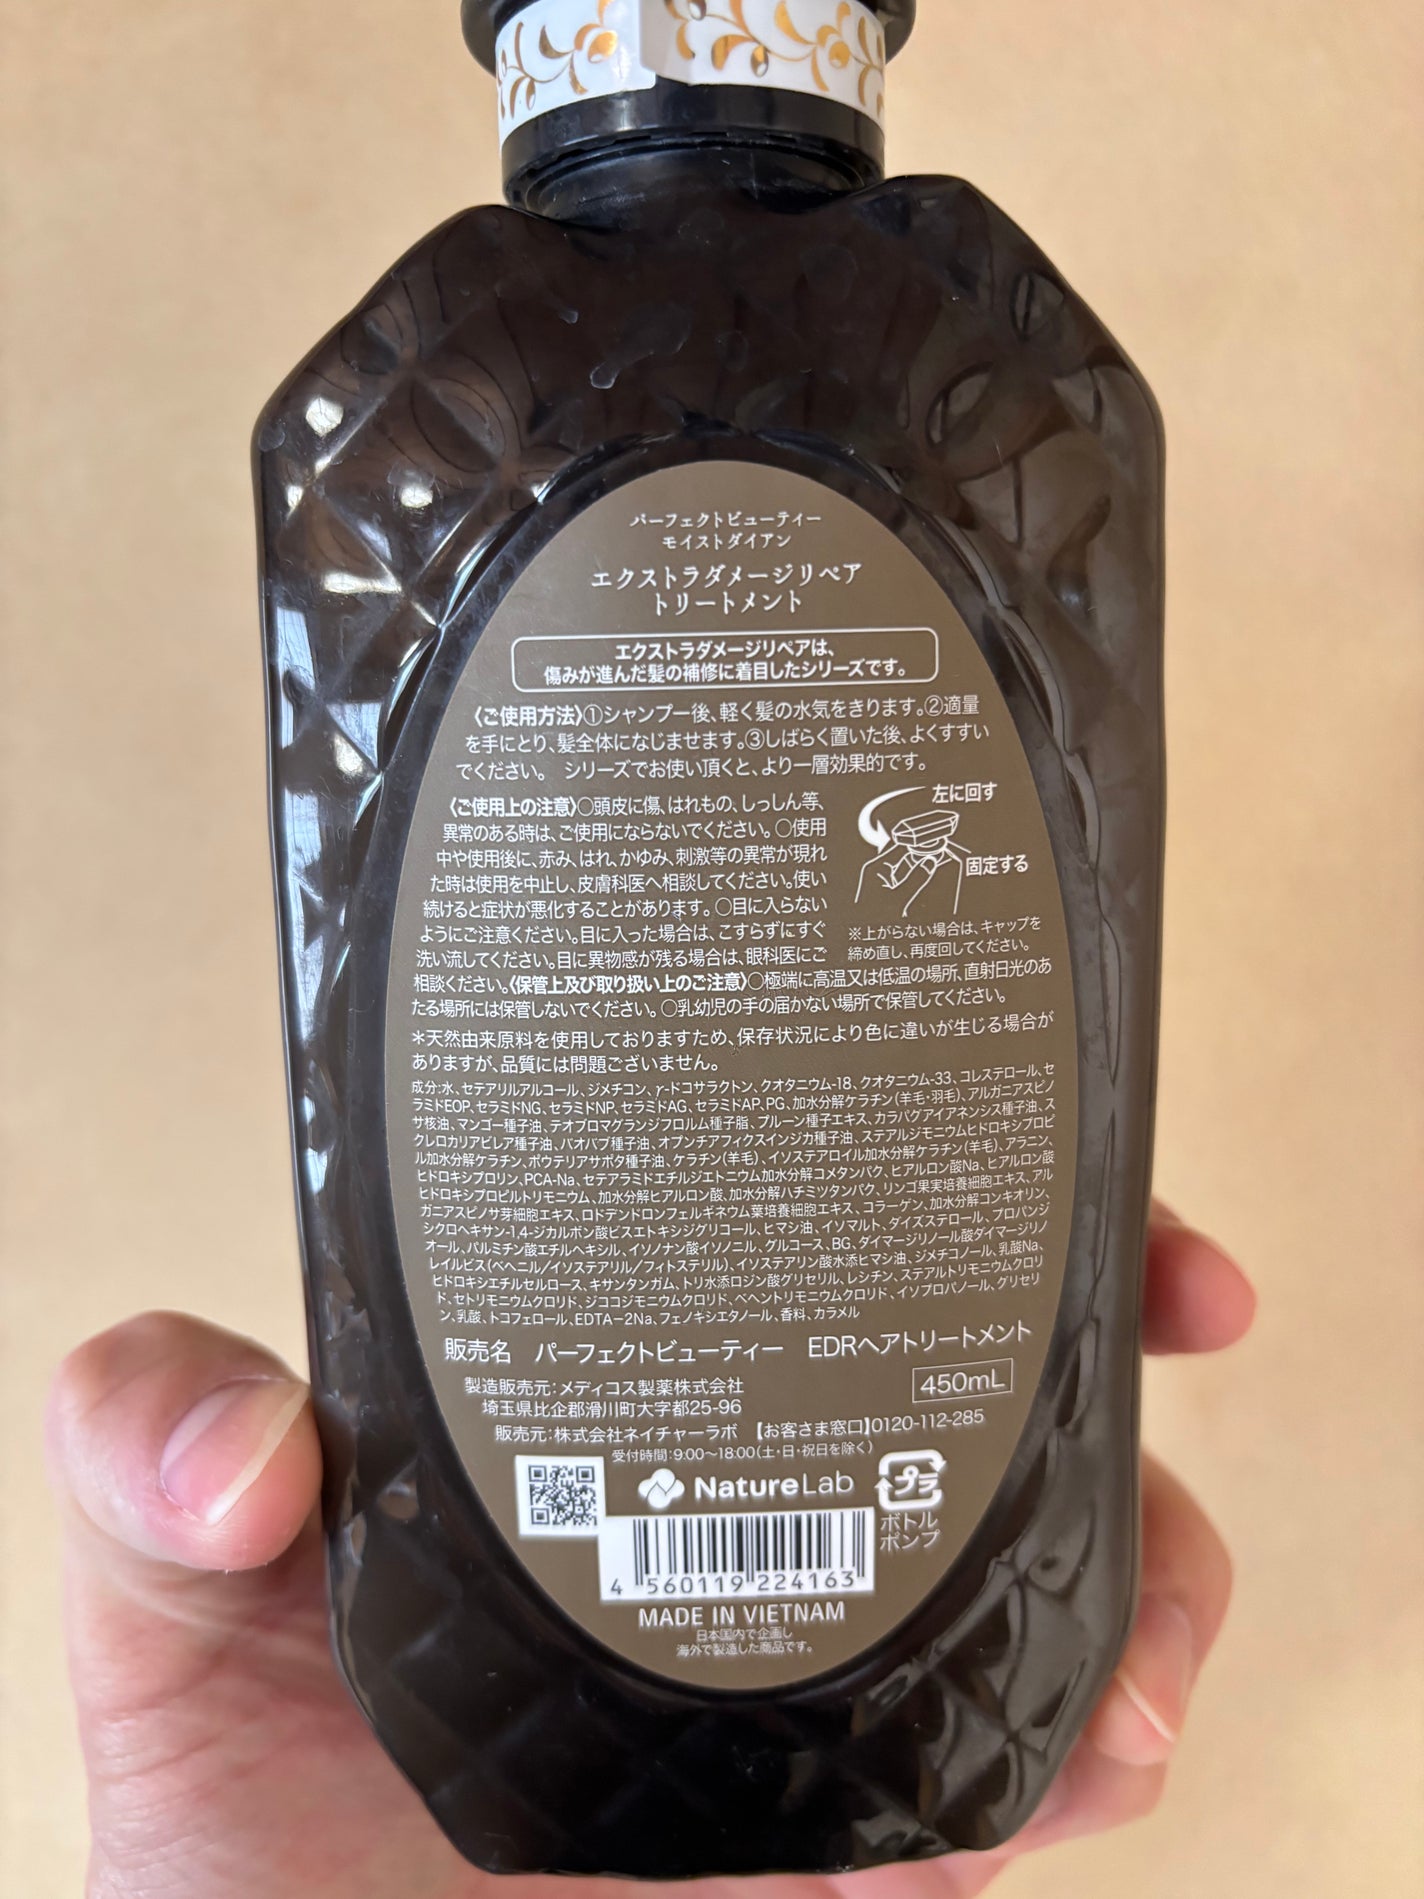 パーフェクトビューティー
モイストダイアン
エクストラダメージリペア
トリートメント
エクストラダメージリペアは、
傷みが進んだ髪の補修に着目したシリーズです。
〈ご使用方法〉①シャンプー後、軽く髪の水気をきります。②適量
を手にとり、髪全体になじませます。③しばらく置いた後、よくすすい
でください。 シリーズでお使い頂くと、より一層効果的です。
〈ご使用上の注意〉○頭皮に傷、はれもの、しっしん等、
異常のある時は、ご使用にならないでください。○使用
中や使用後に、赤み、はれ、かゆみ、刺激等の異常が現れ
た時は使用を中止し、皮膚科医へ相談してください。使い
続けると症状が悪化することがあります。○目に入らない
ようにご注意ください。目に入った場合は、こすらずにすぐ
洗い流してください。目に異物感が残る場合は、眼科医にご
相談ください。〈保管上及び取り扱い上のご注意〉○極端に高温又は低温の場所、直射日光のあ
たる場所には保管しないでください。○乳幼児の手の届かない場所で保管してください。
左に回す
固定する
※上がらない場合は、キャップを
締め直し、再度回してください。
＊天然由来原料を使用しておりますため、保存状況により色に違いが生じる場合が
ありますが、品質には問題ございません。
成分:水、セテアリルアルコール、ジメチコン、γ-ドコサラクトン、クオタニウム-18、クオタニウム-33、コレステロール、セ
ラミドEOP、セラミドNG、セラミドNP、セラミドAG、セラミドAP、PG、加水分解ケラチン(羊毛・羽毛)、アルガニアスピノ
サ核油、マンゴー種子油、テオブロマグランジフロルム種子脂、プルーン種子エキス、カラパグアイアネンシス種子油、ス
クレロカリアビレア種子油、バオバブ種子油、オプンチアフィクスインジカ種子油、ステアルジモニウムヒドロキシプロピ
ル加水分解ケラチン、ポウテリアサポタ種子油、ケラチン(羊毛)、イソステアロイル加水分解ケラチン(羊毛)、アラニン、
ヒドロキシプロリン、PCA-Na、セテアラミドエチルジエトニウム加水分解コメタンパク、ヒアルロン酸Na、ヒアルロン酸
ヒドロキシプロピルトリモニウム、加水分解ヒアルロン酸、加水分解ハチミツタンパク、リンゴ果実培養細胞エキス、アル
ガニアスピノサ芽細胞エキス、ロドデンドロンフェルギネウム葉培養細胞エキス、コラーゲン、加水分解コンキオリン、
シクロヘキサン-1,4-ジカルボン酸ビスエトキシジグリコール、ヒマシ油、イソマルト、ダイズステロール、プロパンジ
オール、パルミチン酸エチルヘキシル、イソノナン酸イソノニル、グルコース、BG、ダイマージリノール酸ダイマージリノ
レイルビス(ベヘニル/イソステアリル/フィトステリル)、イソステアリン酸水添ヒマシ油、ジメチコノール、乳酸Na、
ヒドロキシエチルセルロース、キサンタンガム、トリ水添ロジン酸グリセリル、レシチン、ステアルトリモニウムクロリ
ド、セトリモニウムクロリド、ジココジモニウムクロリド、ベヘントリモニウムクロリド、イソプロパノール、グリセリ
ン、乳酸、トコフェロール、EDTA-2Na、フェノキシエタノール、香料、カラメル
販売名 パーフェクトビューティー EDRヘアトリートメント
製造販売元：メディコス製薬株式会社
埼玉県比企郡滑川町大字都25-96
450mL
販売元：株式会社ネイチャーラボ 【お客さま窓口】0120-112-285
受付時間：9:00～18:00(土・日・祝日を除く)
NatureLab
プラ
ボトル
ポンプ
4 560119 224163
MADE IN VIETNAM
日本国内で企画し
海外で製造した商品です。